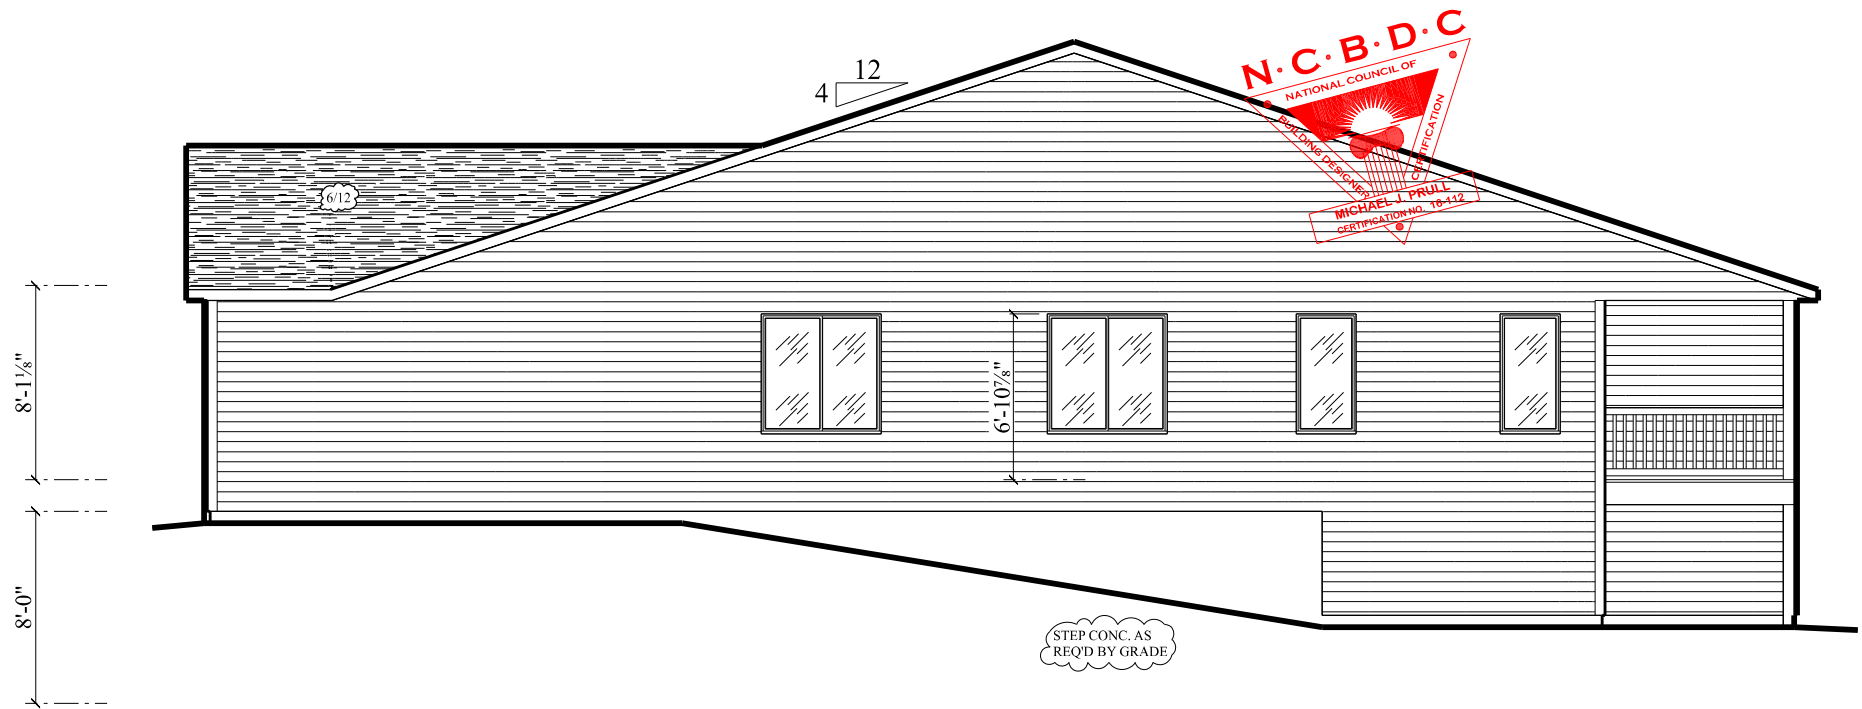 N·C·B·D·C
NATIONAL COUNCIL OF
BUILDING DESIGNER
CERTIFICATION
MICHAEL J. PRULL
CERTIFICATION NO. 16-112
12
4
6/12
8'-1⅛"
6'-10⅞"
8'-0"
STEP CONC. AS
REQ'D BY GRADE